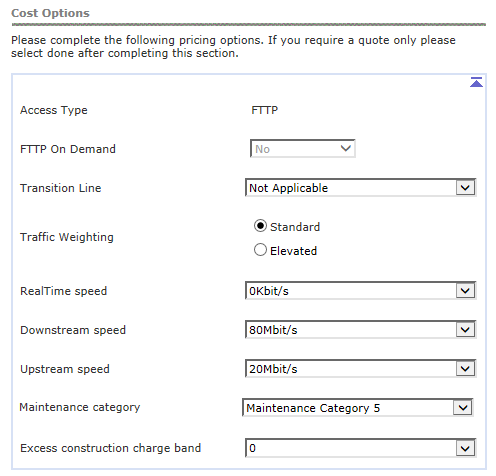 Cost Options
Please complete the following pricing options. If you require a quote only please
select done after completing this section.
Access Type FTTP
FTTP On Demand No
Transition Line Not Applicable
Traffic Weighting
Standard
Elevated
RealTime speed 0Kbit/s
Downstream speed 80Mbit/s
Upstream speed 20Mbit/s
Maintenance category Maintenance Category 5
Excess construction charge band 0